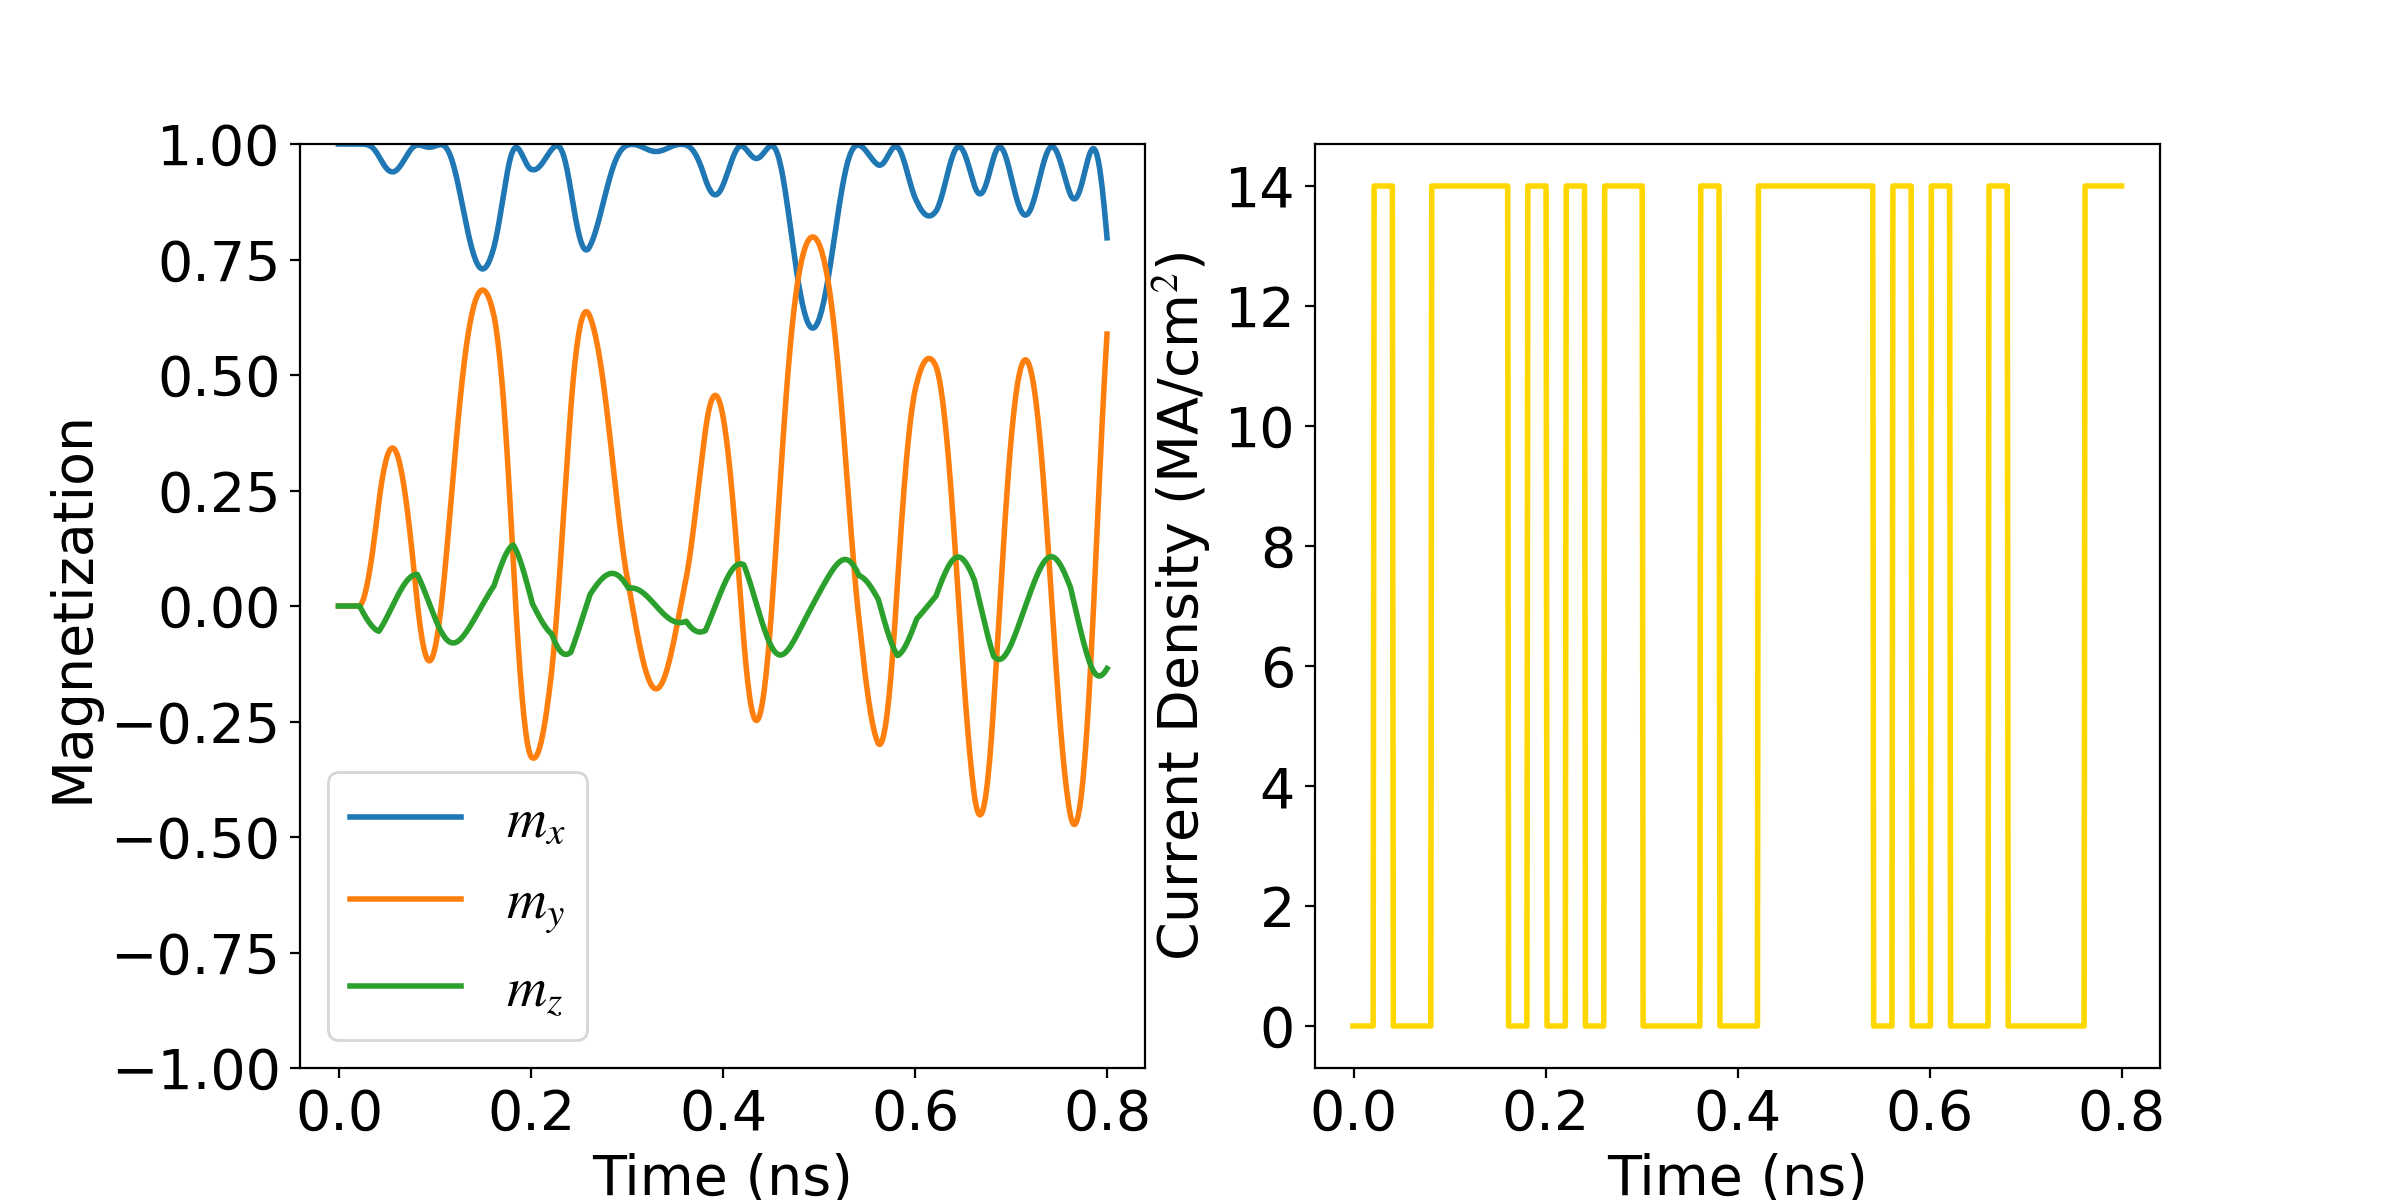 Magnetization
1.00
0.75
0.50
0.25
0.00
−0.25
−0.50
−0.75
−1.00
m_x
m_y
m_z
0.0 0.2 0.4 0.6 0.8
Time (ns)
Current Density (MA/cm²)
14
12
10
8
6
4
2
0
0.0 0.2 0.4 0.6 0.8
Time (ns)